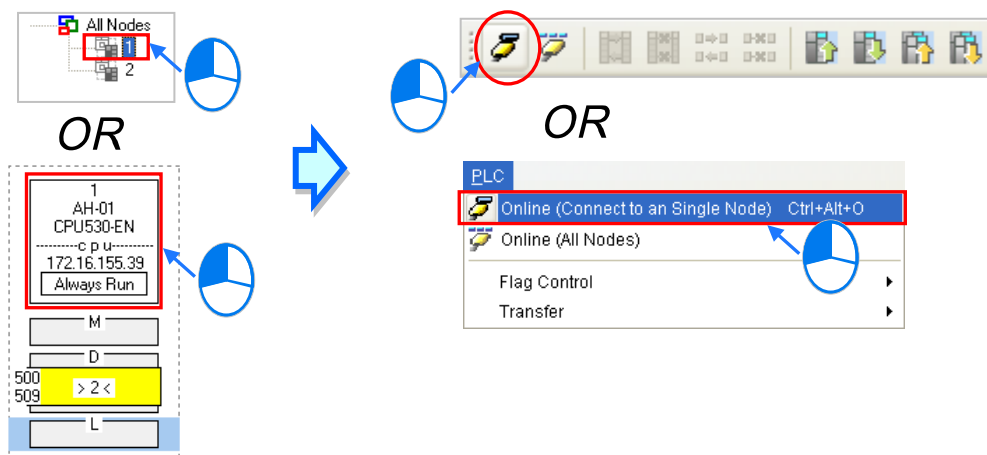 All Nodes
1
2
OR
1
AH-01
CPU530-EN
c p u
172.16.155.39
Always Run
M
D
500
509
> 2 <
L
OR
PLC
Online (Connect to an Single Node) Ctrl+Alt+O
Online (All Nodes)
Flag Control
Transfer